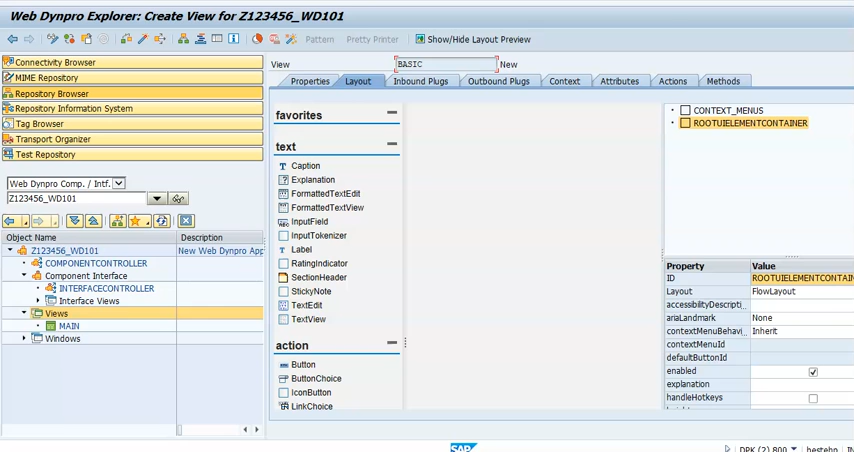 Web Dynpro Explorer: Create View for Z123456_WD101
Pattern Pretty Printer Show/Hide Layout Preview
Connectivity Browser
MIME Repository
Repository Browser
Repository Information System
Tag Browser
Transport Organizer
Test Repository
Web Dynpro Comp. / Intf.
Z123456_WD101
Object Name Description
Z123456_WD101 New Web Dynpro App
COMPONENTCONTROLLER
Component Interface
INTERFACECONTROLLER
Interface Views
Views
MAIN
Windows
View BASIC New
Properties Layout Inbound Plugs Outbound Plugs Context Attributes Actions Methods
favorites
text
Caption
Explanation
FormattedTextEdit
FormattedTextView
InputField
InputTokenizer
Label
RatingIndicator
SectionHeader
StickyNote
TextEdit
TextView
action
Button
ButtonChoice
IconButton
LinkChoice
CONTEXT_MENUS
ROOTUIELEMENTCONTAINER
Property Value
ID ROOTUIELEMENTCONTAIN
Layout FlowLayout
accessibilityDescripti...
ariaLandmark None
contextMenuBehavi... Inherit
contextMenuId
defaultButtonId
enabled
explanation
handleHotkeys
SAP
DPK (2) 800 bestehp